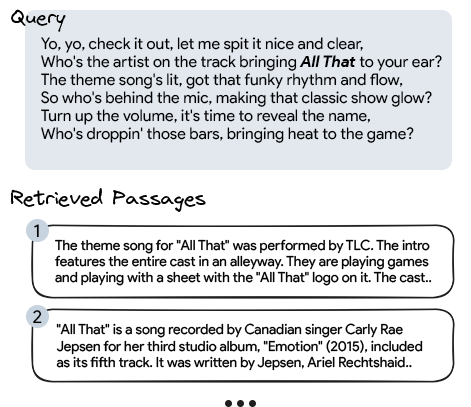 Query
Yo, yo, check it out, let me spit it nice and clear,
Who's the artist on the track bringing All That to your ear?
The theme song's lit, got that funky rhythm and flow,
So who's behind the mic, making that classic show glow?
Turn up the volume, it's time to reveal the name,
Who's droppin' those bars, bringing heat to the game?
Retrieved Passages
1
The theme song for "All That" was performed by TLC. The intro
features the entire cast in an alleyway. They are playing games
and playing with a sheet with the "All That" logo on it. The cast..
2
"All That" is a song recorded by Canadian singer Carly Rae
Jepsen for her third studio album, "Emotion" (2015), included
as its fifth track. It was written by Jepsen, Ariel Rechtshaid..